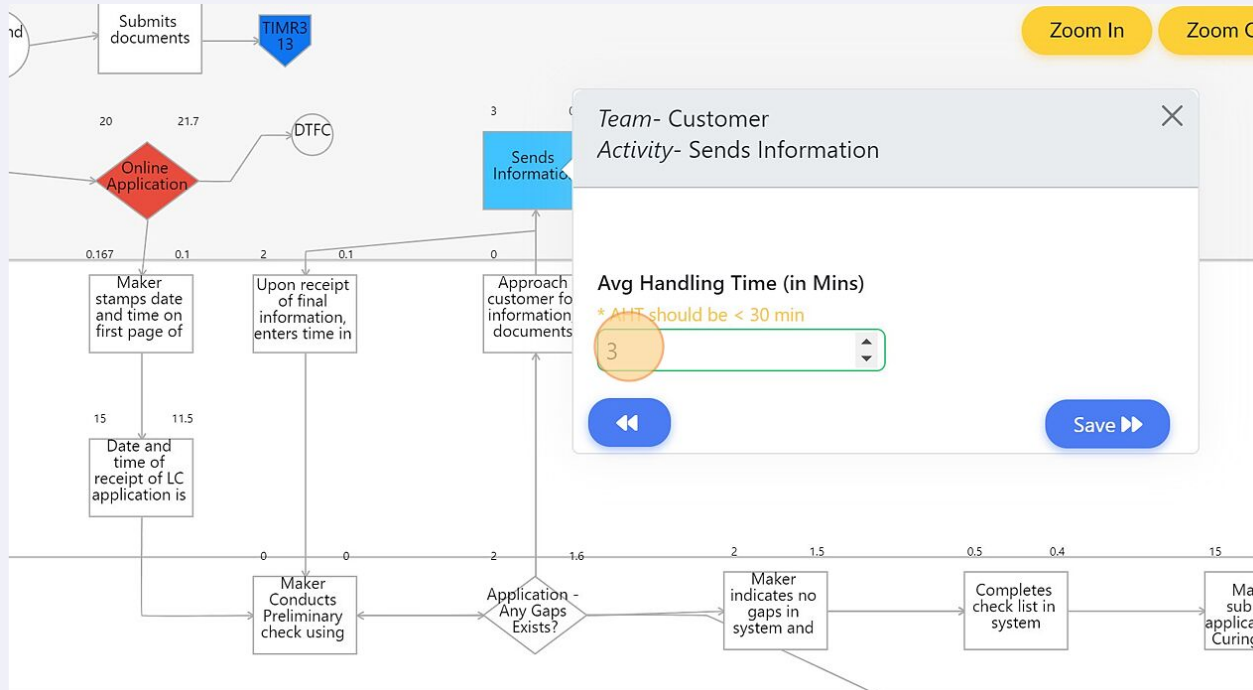 nd
Submits
documents
TIMR3
13
Zoom In
Zoom
20
21.7
DTFC
3
Online
Application
Sends
Informatio
Team- Customer
Activity- Sends Information
0.167
0.1
2
0.1
0
Maker
stamps date
and time on
first page of
Upon receipt
of final
information,
enters time in
Approach
customer fo
information
documents
Avg Handling Time (in Mins)
* AHT should be < 30 min
3
Save
15
11.5
Date and
time of
receipt of LC
application is
0
0
2
1.6
2
1.5
0.5
0.4
15
Maker
Conducts
Preliminary
check using
Application -
Any Gaps
Exists?
Maker
indicates no
gaps in
system and
Completes
check list in
system
Ma
sub
applica
Curing